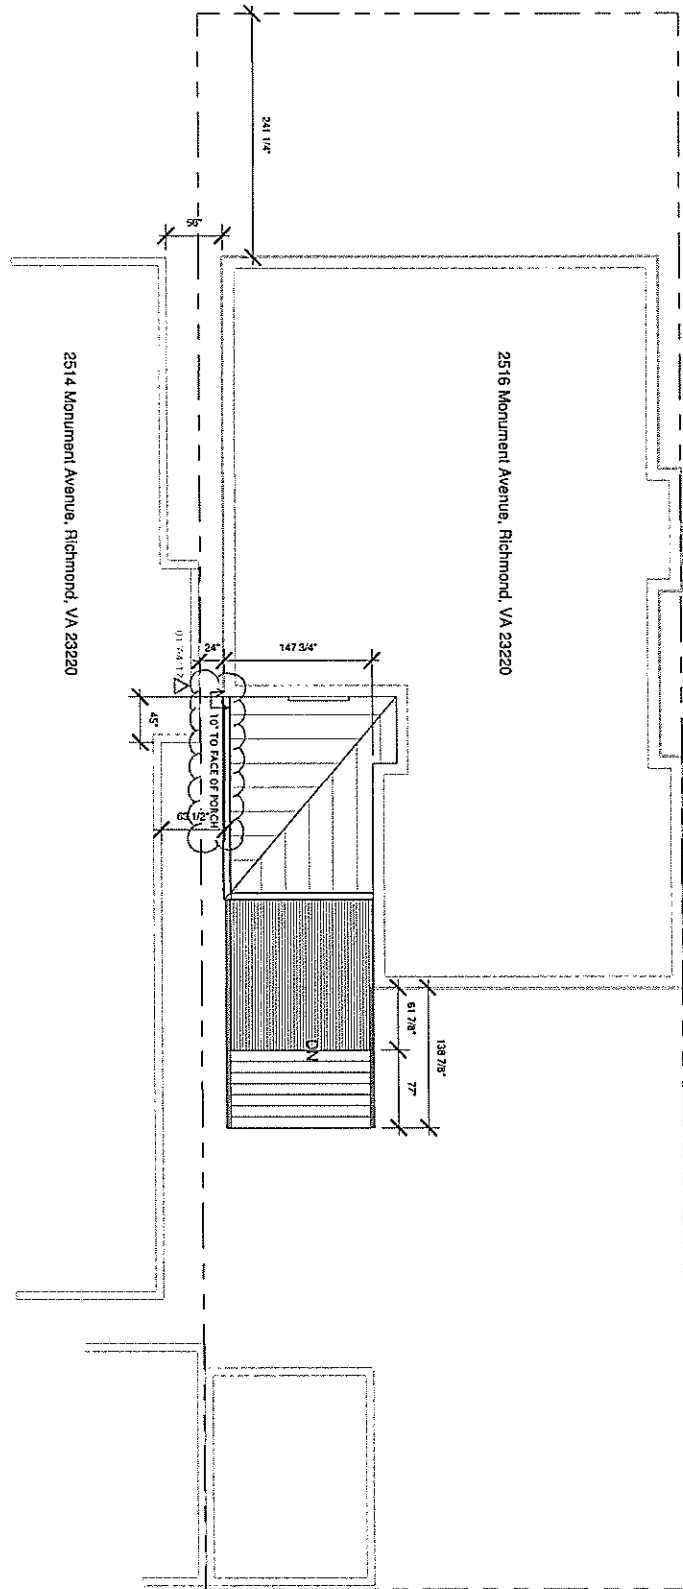 241 1/4"
56"
2514 Monument Avenue, Richmond, VA 23220
2516 Monument Avenue, Richmond, VA 23220
24"
147 3/4"
45"
10" TO FACE OF PORCH
63 1/2"
61 7/8"
138 7/8"
77"
DN